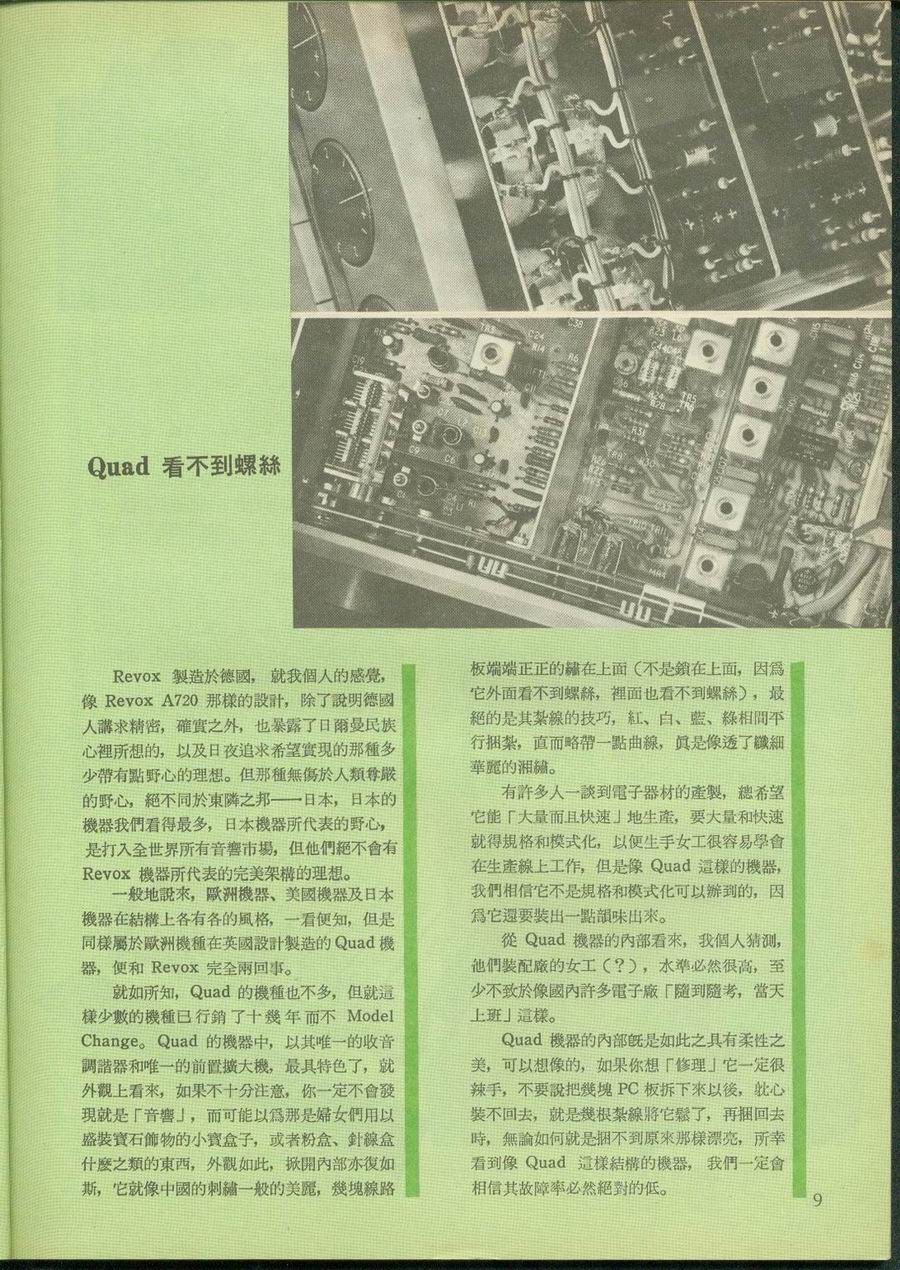 Quad 看不到螺絲
Revox 製造於德國，就我個人的感覺，
像 Revox A720 那樣的設計，除了說明德國
人講求精密，確實之外，也暴露了日爾曼民族
心裡所想的，以及日夜追求希望實現的那種多
少帶有點野心的理想。但那種無傷於人類尊嚴
的野心，絕不同於東隣之邦——日本，日本的
機器我們看得最多，日本機器所代表的野心，
是打入全世界所有音響市場，但他們絕不會有
Revox 機器所代表的完美架構的理想。
一般地說來，歐洲機器、美國機器及日本
機器在結構上各有各的風格，一看便知，但是
同樣屬於歐洲機種在英國設計製造的 Quad 機
器，便和 Revox 完全兩回事。
就如所知，Quad 的機種也不多，但就這
樣少數的機種已行銷了十幾年而不 Model
Change。Quad 的機器中，以其唯一的收音
調諧器和唯一的前置擴大機，最具特色了，就
外觀上看來，如果不十分注意，你一定不會發
現就是「音響」，而可能以爲那是婦女們用以
盛裝寶石飾物的小寶盒子，或者粉盒、針線盒
什麼之類的東西，外觀如此，掀開內部亦復如
斯，它就像中國的刺繡一般的美麗，幾塊線路
板端端正正的繡在上面（不是鎖在上面，因爲
它外面看不到螺絲，裡面也看不到螺絲），最
絕的是其紮線的技巧，紅、白、藍、綠相間平
行捆紮，直而略帶一點曲線，眞是像透了纖細
華麗的湘繡。
有許多人一談到電子器材的產製，總希望
它能「大量而且快速」地生產，要大量和快速
就得規格和模式化，以便生手女工很容易學會
在生產線上工作，但是像 Quad 這樣的機器，
我們相信它不是規格和模式化可以辦到的，因
爲它還要裝出一點韻味出來。
從 Quad 機器的內部看來，我個人猜測，
他們裝配廠的女工（？），水準必然很高，至
少不致於像國內許多電子廠「隨到隨考，當天
上班」這樣。
Quad 機器的內部旣是如此之具有柔性之
美，可以想像的，如果你想「修理」它一定很
辣手，不要說把幾塊 PC 板拆下來以後，躭心
裝不回去，就是幾根紮線將它鬆了，再捆回去
時，無論如何就是捆不到原來那樣漂亮，所幸
看到像 Quad 這樣結構的機器，我們一定會
相信其故障率必然絕對的低。
9